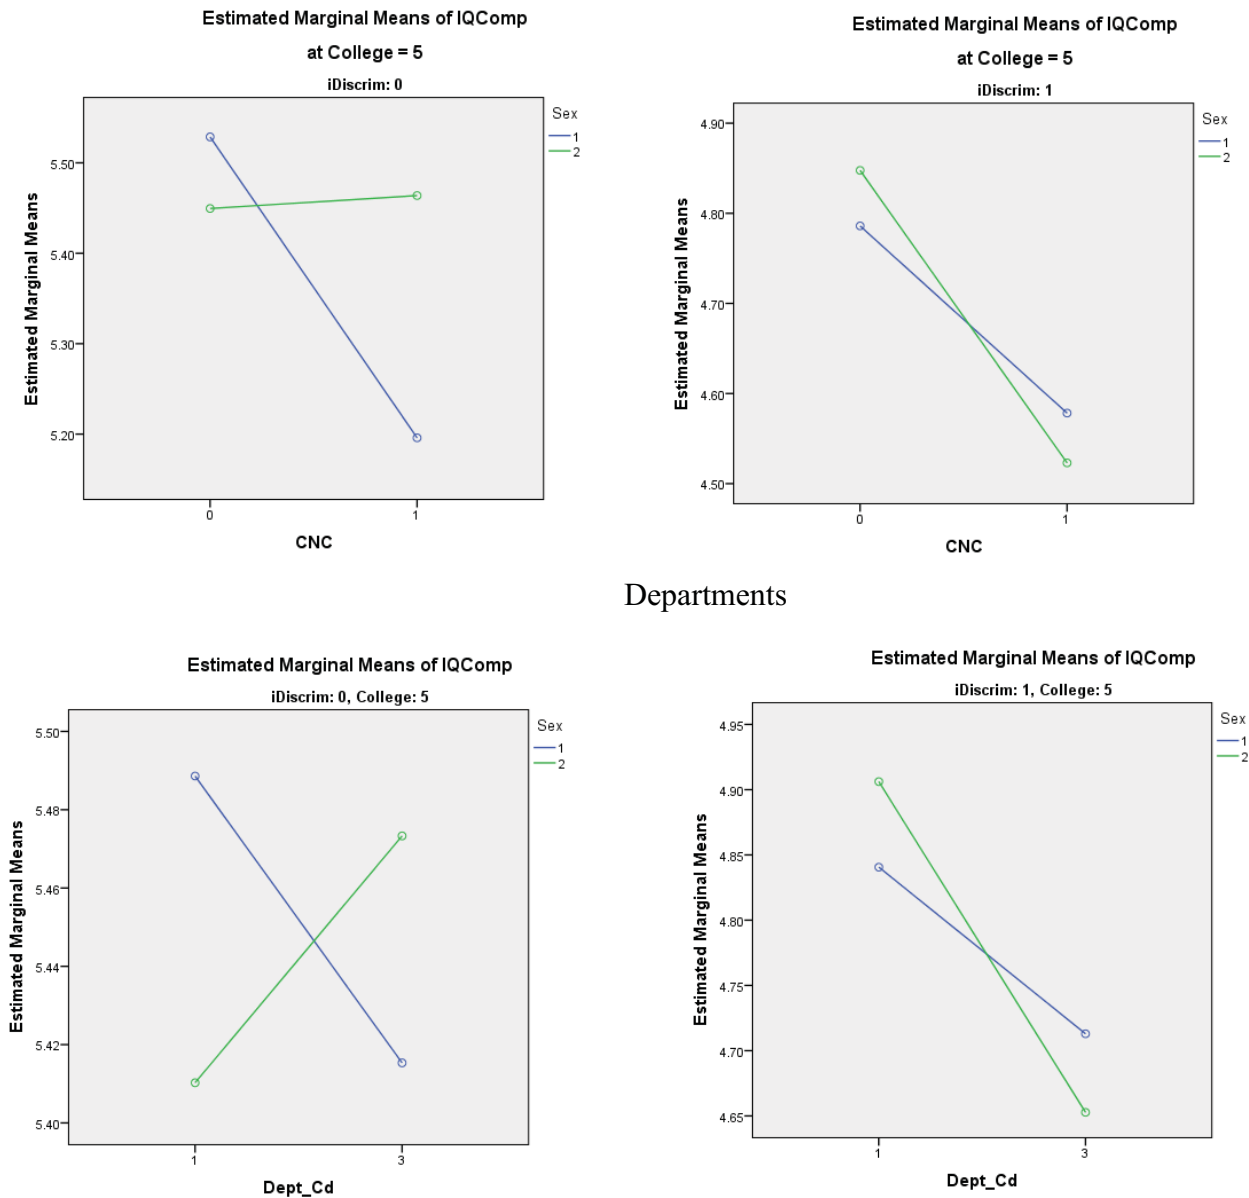 Estimated Marginal Means of IQComp
at College = 5
iDiscrim: 0
Sex
1
2
Estimated Marginal Means
5.50
5.40
5.30
5.20
0
1
CNC
Estimated Marginal Means of IQComp
at College = 5
iDiscrim: 1
Sex
1
2
Estimated Marginal Means
4.90
4.80
4.70
4.60
4.50
0
1
CNC
Departments
Estimated Marginal Means of IQComp
iDiscrim: 0, College: 5
Sex
1
2
Estimated Marginal Means
5.50
5.48
5.46
5.44
5.42
5.40
1
3
Dept_Cd
Estimated Marginal Means of IQComp
iDiscrim: 1, College: 5
Sex
1
2
Estimated Marginal Means
4.95
4.90
4.85
4.80
4.75
4.70
4.65
1
3
Dept_Cd